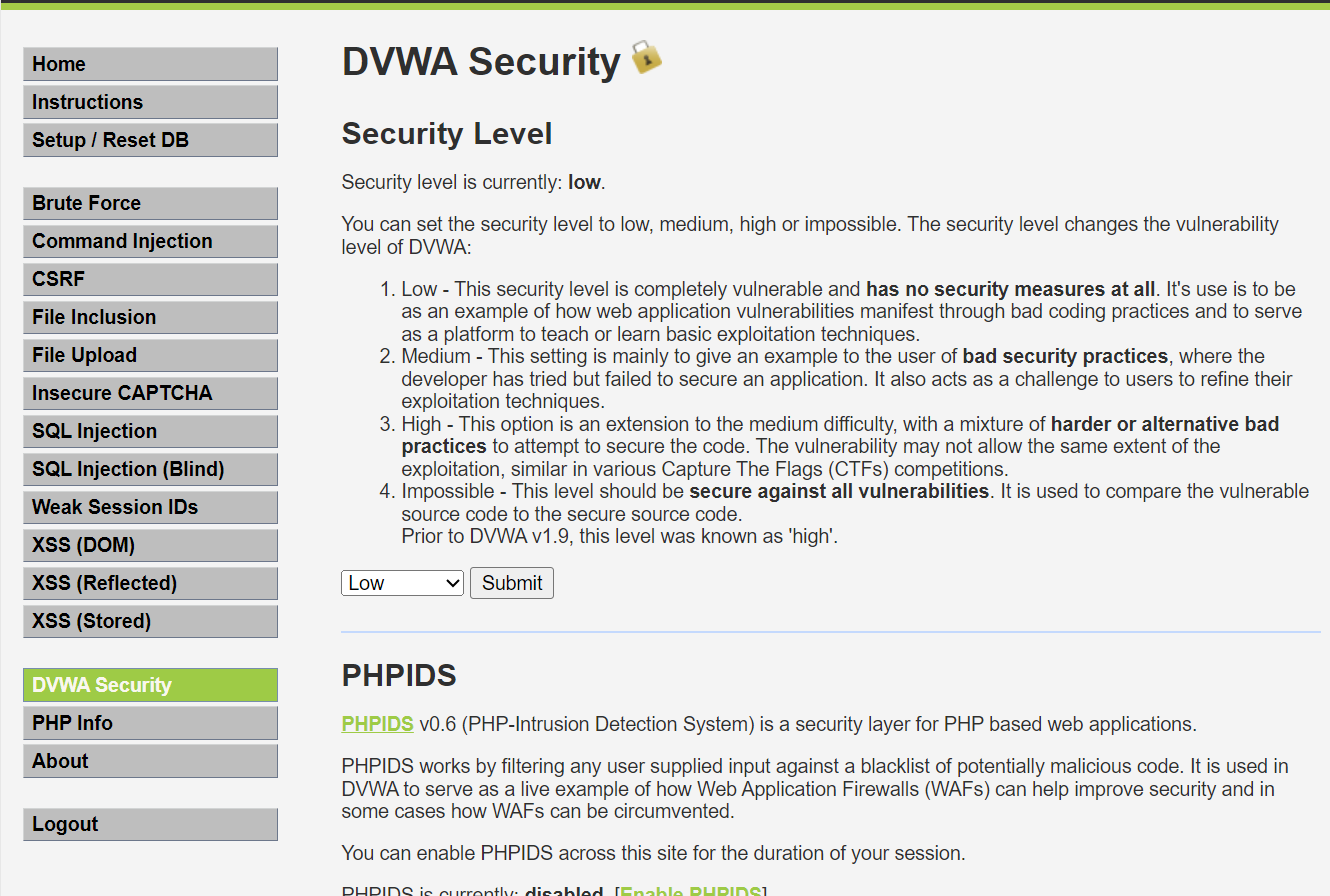 Home
Instructions
Setup / Reset DB
Brute Force
Command Injection
CSRF
File Inclusion
File Upload
Insecure CAPTCHA
SQL Injection
SQL Injection (Blind)
Weak Session IDs
XSS (DOM)
XSS (Reflected)
XSS (Stored)
DVWA Security
PHP Info
About
Logout
DVWA Security
Security Level
Security level is currently: low.
You can set the security level to low, medium, high or impossible. The security level changes the vulnerability
level of DVWA:
1. Low - This security level is completely vulnerable and has no security measures at all. It's use is to be
as an example of how web application vulnerabilities manifest through bad coding practices and to serve
as a platform to teach or learn basic exploitation techniques.
2. Medium - This setting is mainly to give an example to the user of bad security practices, where the
developer has tried but failed to secure an application. It also acts as a challenge to users to refine their
exploitation techniques.
3. High - This option is an extension to the medium difficulty, with a mixture of harder or alternative bad
practices to attempt to secure the code. The vulnerability may not allow the same extent of the
exploitation, similar in various Capture The Flags (CTFs) competitions.
4. Impossible - This level should be secure against all vulnerabilities. It is used to compare the vulnerable
source code to the secure source code.
Prior to DVWA v1.9, this level was known as 'high'.
Low Submit
PHPIDS
PHPIDS v0.6 (PHP-Intrusion Detection System) is a security layer for PHP based web applications.
PHPIDS works by filtering any user supplied input against a blacklist of potentially malicious code. It is used in
DVWA to serve as a live example of how Web Application Firewalls (WAFs) can help improve security and in
some cases how WAFs can be circumvented.
You can enable PHPIDS across this site for the duration of your session.
PHPIDS is currently: disabled. [Enable PHPIDS]